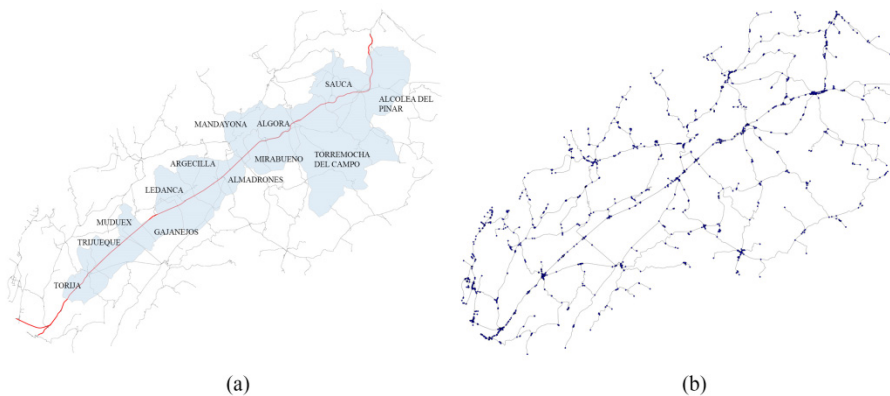 SAUCA
ALCOLEA DEL
PINAR
MANDAYONA
ALGORA
ARGECILLA
MIRABUENO
TORREMOCHA
DEL CAMPO
ALMADRONES
LEDANCA
MUDUEX
GAJANEJOS
TRIJUEQUE
TORIJA
(a)
(b)